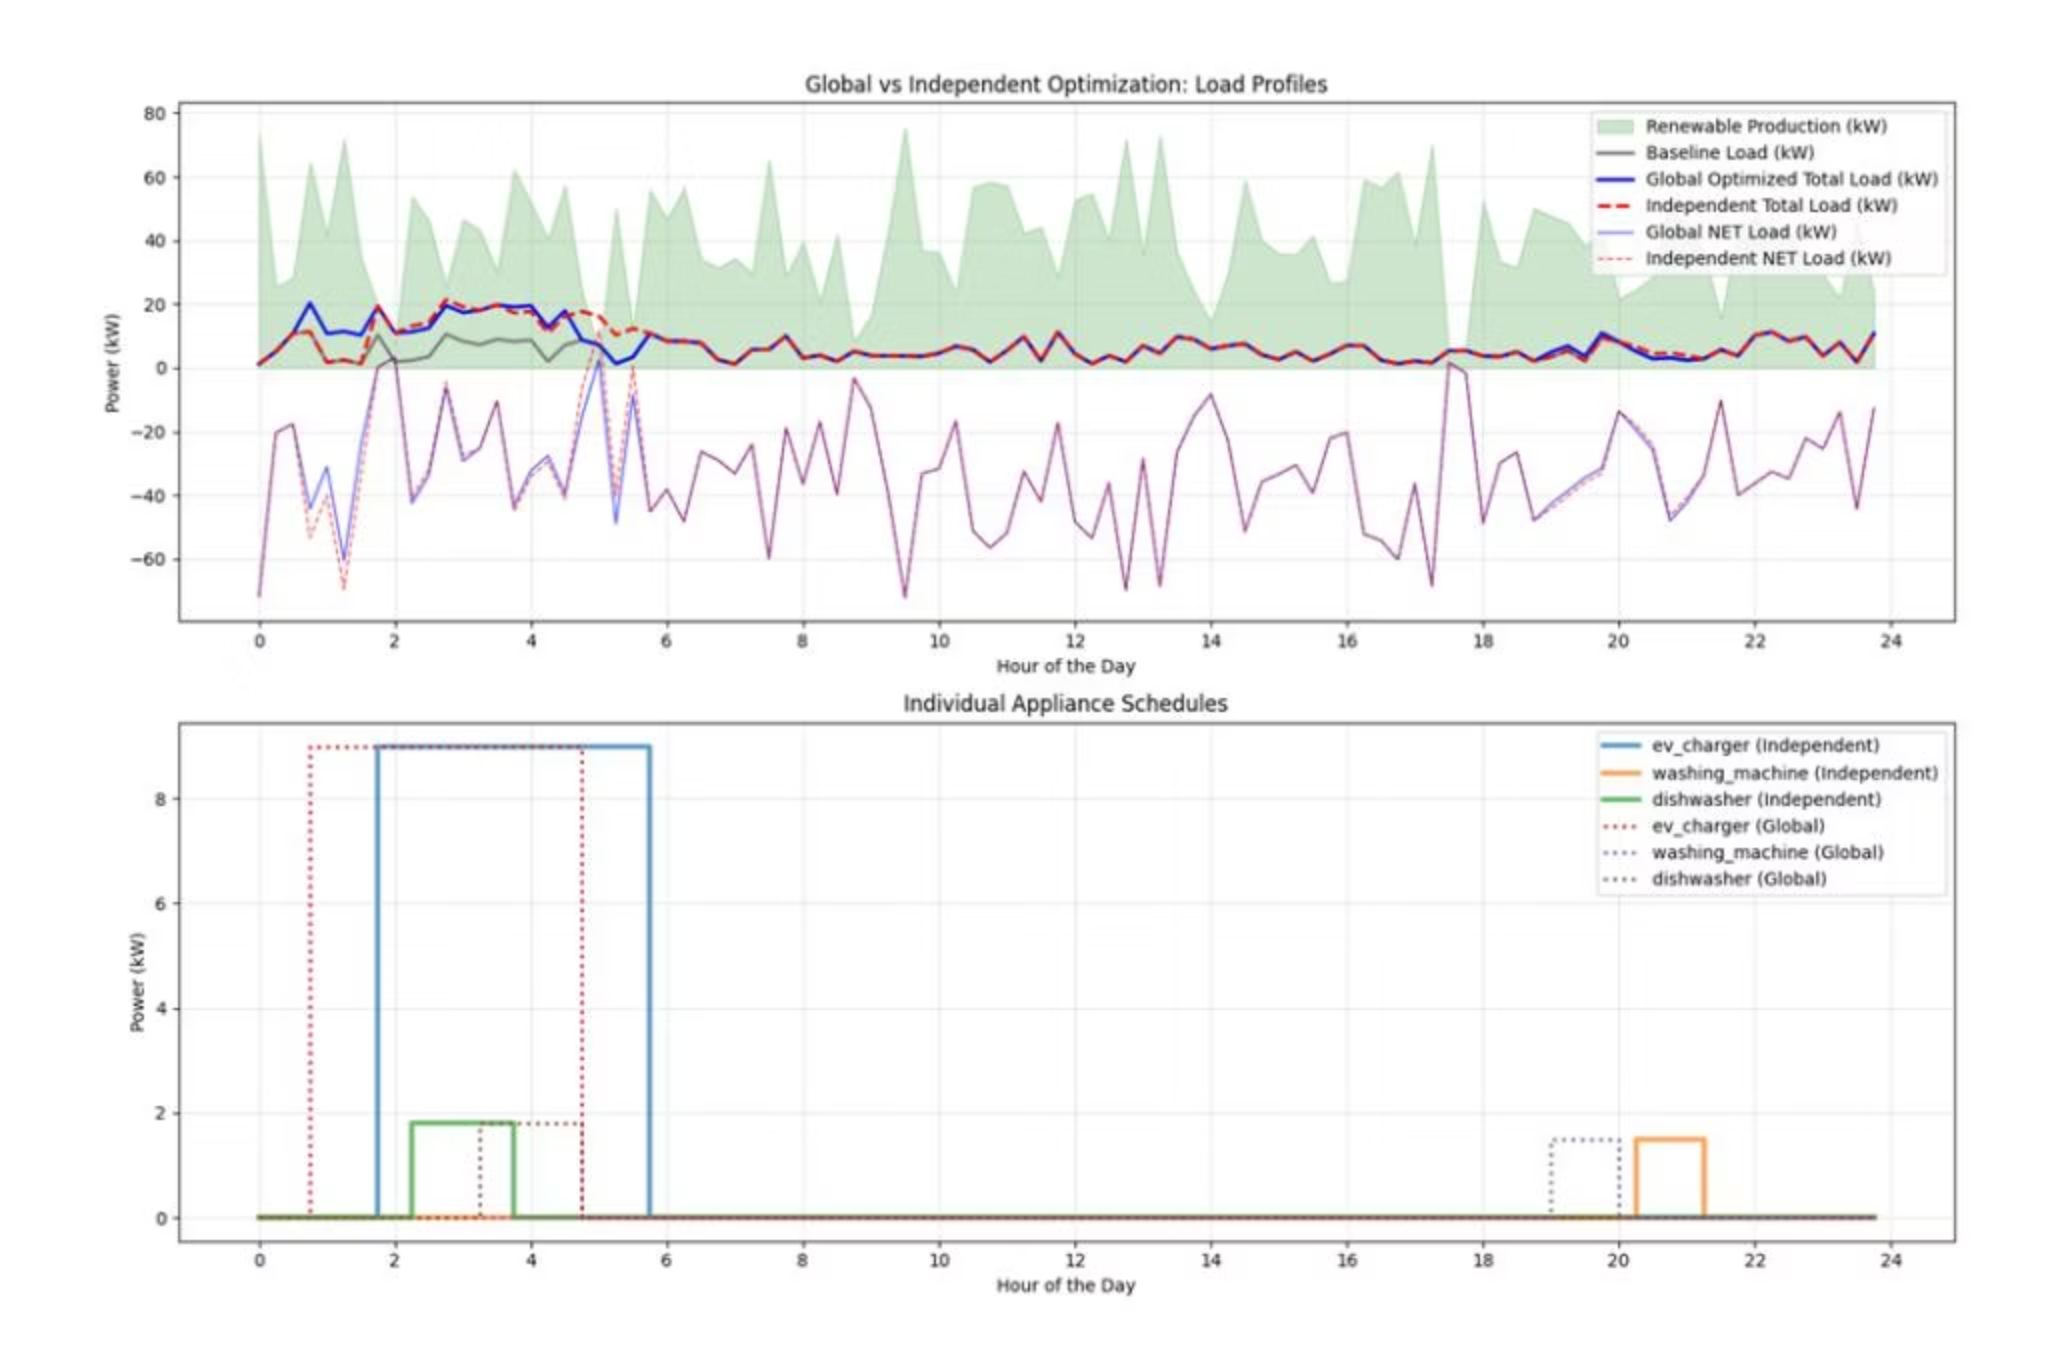 Global vs Independent Optimization: Load Profiles
80
60
40
20
0
−20
−40
−60
Power (kW)
Renewable Production (kW)
Baseline Load (kW)
Global Optimized Total Load (kW)
Independent Total Load (kW)
Global NET Load (kW)
Independent NET Load (kW)
0 2 4 6 8 10 12 14 16 18 20 22 24
Hour of the Day
Individual Appliance Schedules
8
6
4
2
0
Power (kW)
ev_charger (Independent)
washing_machine (Independent)
dishwasher (Independent)
ev_charger (Global)
washing_machine (Global)
dishwasher (Global)
0 2 4 6 8 10 12 14 16 18 20 22 24
Hour of the Day